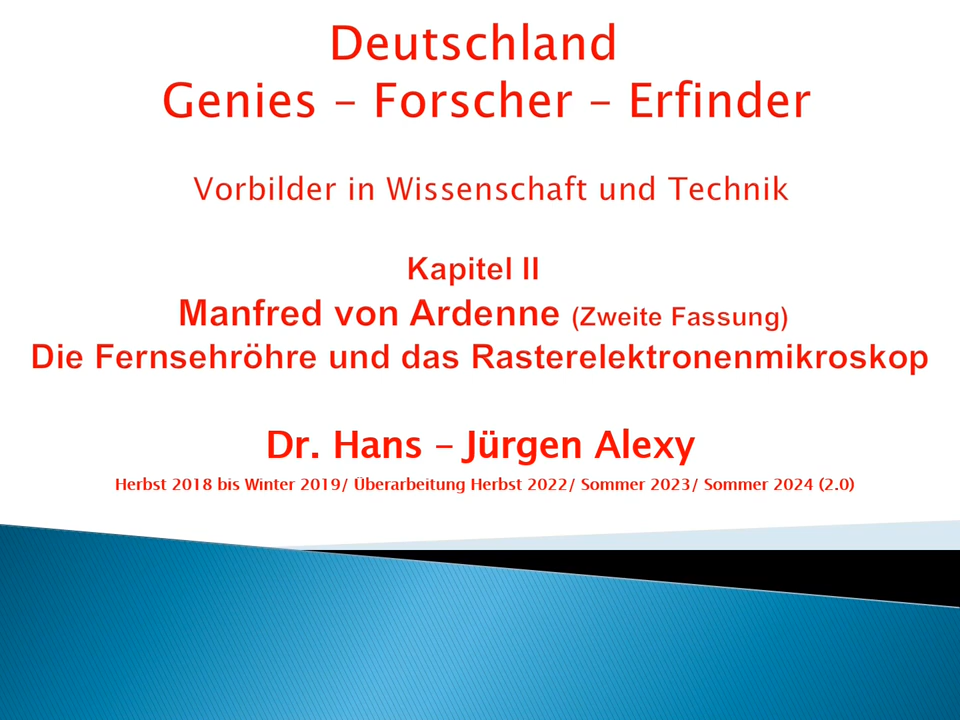 Deutschland
Genies – Forscher – Erfinder
Vorbilder in Wissenschaft und Technik
Kapitel II
Manfred von Ardenne (Zweite Fassung)
Die Fernsehröhre und das Rasterelektronenmikroskop
Dr. Hans – Jürgen Alexy
Herbst 2018 bis Winter 2019/ Überarbeitung Herbst 2022/ Sommer 2023/ Sommer 2024 (2.0)